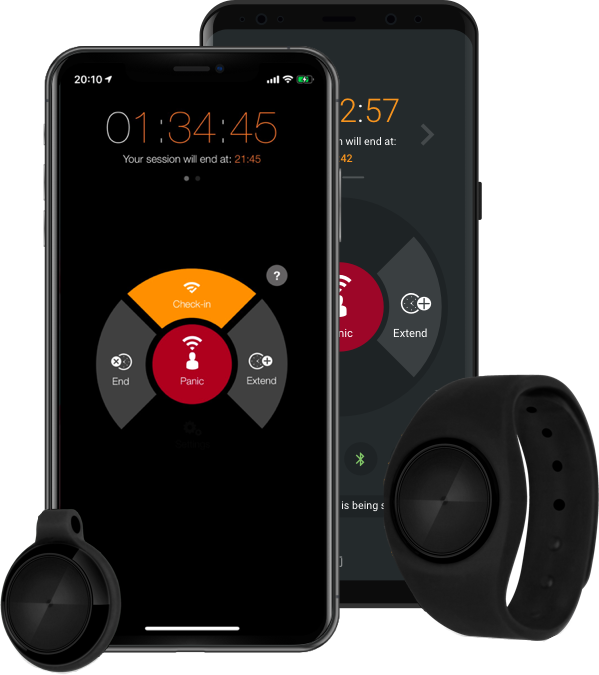 20:10
01:34:45
Your session will end at: 21:45
?
Check-in
End
Panic
Extend
2:57
n will end at:
42
nic
Extend
is being s